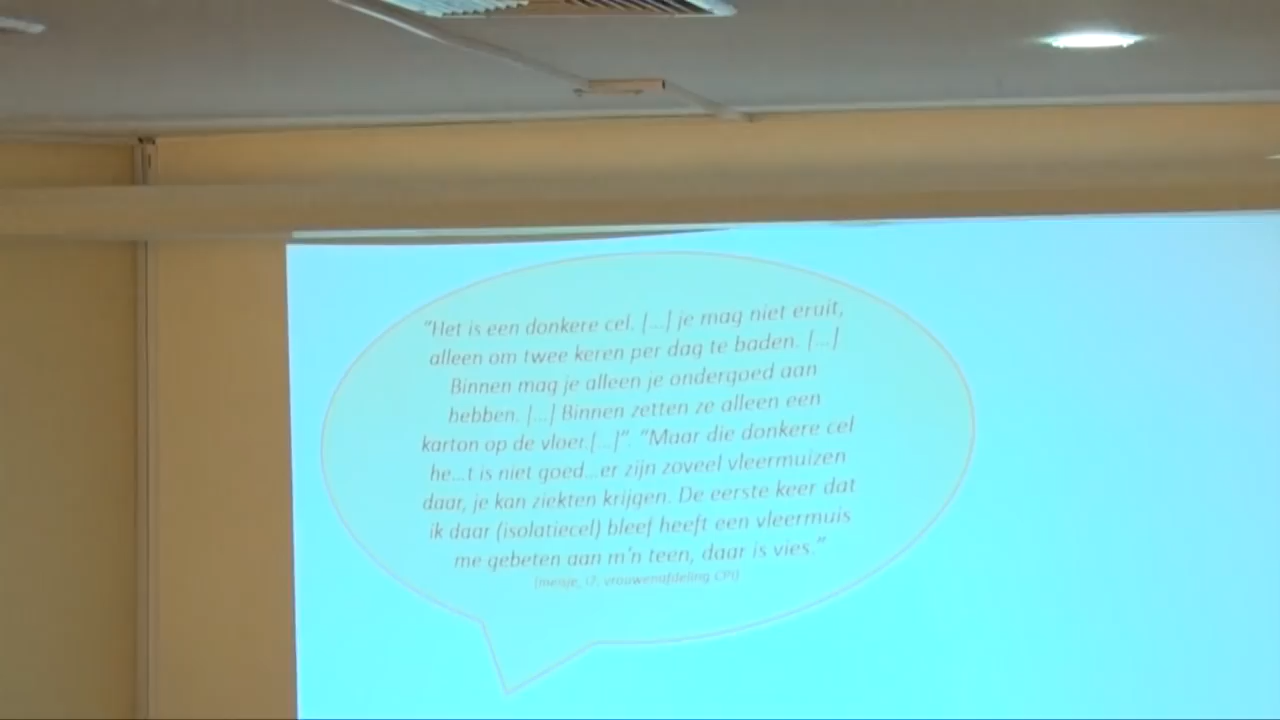 "Het is een donkere cel. [...] je mag niet eruit,
alleen om twee keren per dag te baden. [...]
Binnen mag je alleen je ondergoed aan
hebben. [...] Binnen zetten ze alleen een
karton op de vloer.[...]". "Maar die donkere cel
he...t is niet goed...er zijn zoveel vleermuizen
daar, je kan ziekten krijgen. De eerste keer dat
ik daar (isolatiecel) bleef heeft een vleermuis
me gebeten aan m'n teen, daar is vies."
(meisje, vrouwenafdeling CPI)